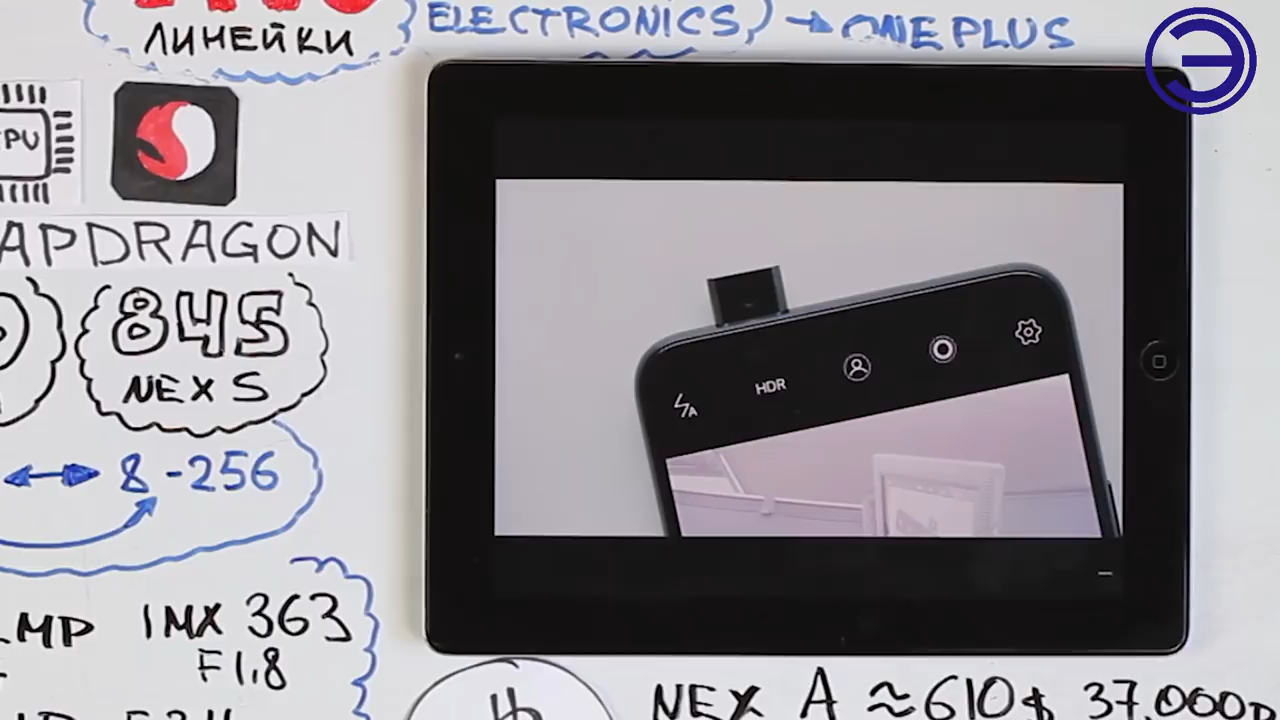 ЛИНЕЙКИ
ELECTRONICS → ONEPLUS
Э
PU
APDRAGON
845
NEX S
HDR
A
8-256
MP IMX 363
F1.8
NEX A ≈ 610$ 37.000